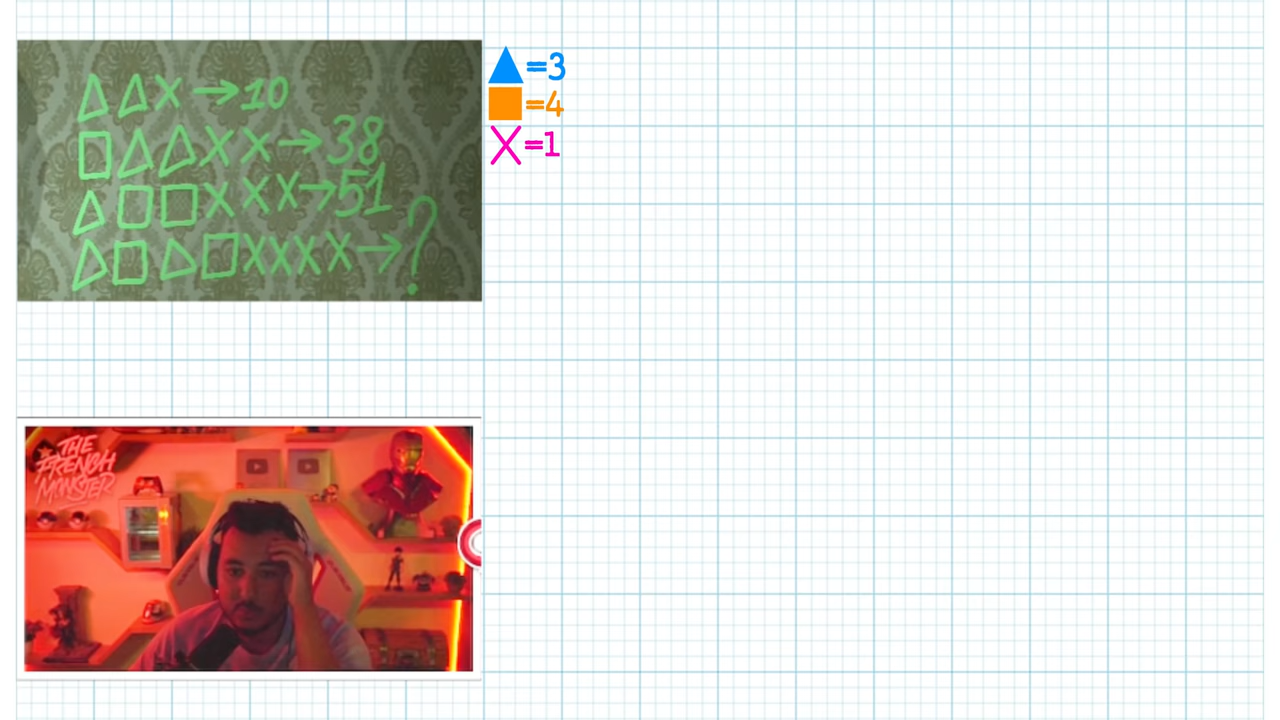 △△X→10
□△△XX→38
△□□XXX→51
△□△□XXXX→?
▲=3
■=4
X=1
THE
FRENCH
MONSTER